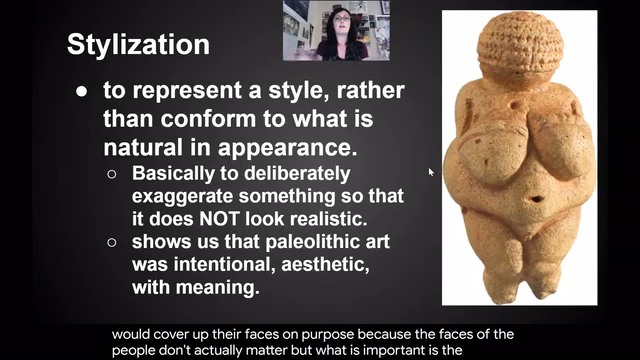 Stylization
● to represent a style, rather
than conform to what is
natural in appearance.
○ Basically to deliberately
exaggerate something so that
it does NOT look realistic.
○ shows us that paleolithic art
was intentional, aesthetic,
with meaning.
would cover up their faces on purpose because the faces of the
people don't actually matter but what is important is the